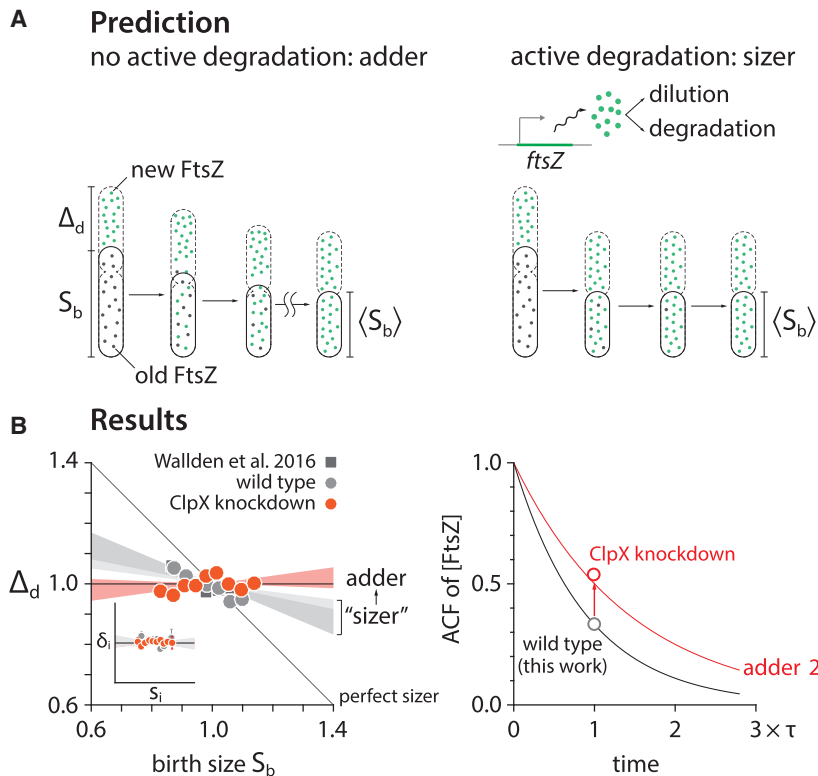 A
Prediction
no active degradation: adder
active degradation: sizer
dilution
degradation
ftsZ
new FtsZ
Δd
Sb
⟨Sb⟩
old FtsZ
⟨Sb⟩
B
Results
1.4
Wallden et al. 2016
wild type
ClpX knockdown
Δd
1.0
adder
"sizer"
δi
si
0.6
perfect sizer
0.6
1.0
1.4
birth size Sb
1.0
ACF of [FtsZ]
ClpX knockdown
0.5
wild type
(this work)
adder 2
0.0
0
1
2
3 × τ
time